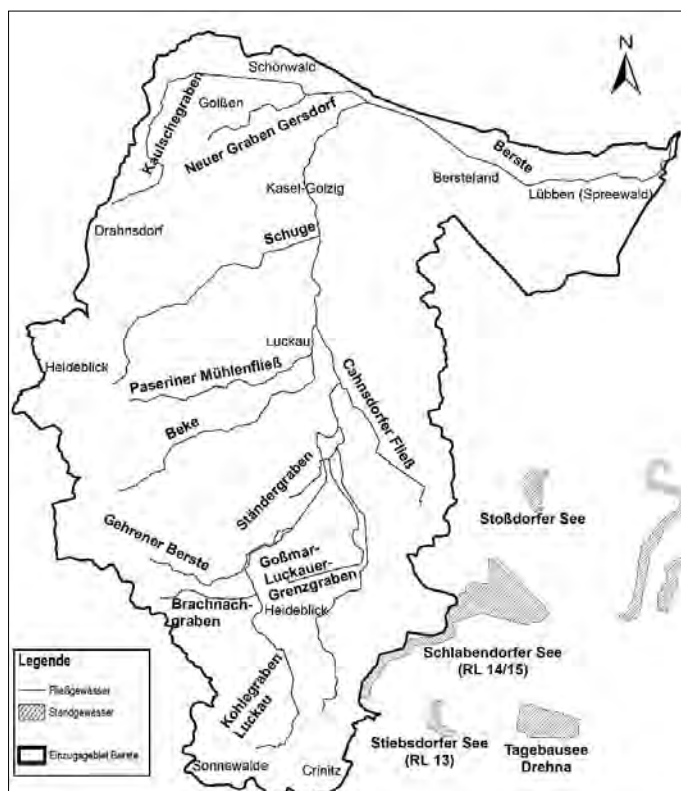 N
Schönwald
Golßen
Kaulschegraben
Neuer Graben Gersdorf
Berste
Kasel-Golzig
Bersteland
Lübben (Spreewald)
Drahnsdorf
Schuge
Luckau
Heideblick
Paseriner Mühlenfließ
Cahnsdorfer Fließ
Beke
Ständergraben
Stoßdorfer See
Gehrener Berste
Goßmar-
Luckauer-
Grenzgraben
Brachnach-
graben
Heideblick
Schlabendorfer See
(RL 14/15)
Kohlegraben
Luckau
Stiebsdorfer See
(RL 13)
Tagebausee
Drehna
Sonnewalde
Crinitz
Legende
Fließgewässer
Standgewässer
Einzugsgebiet Berste